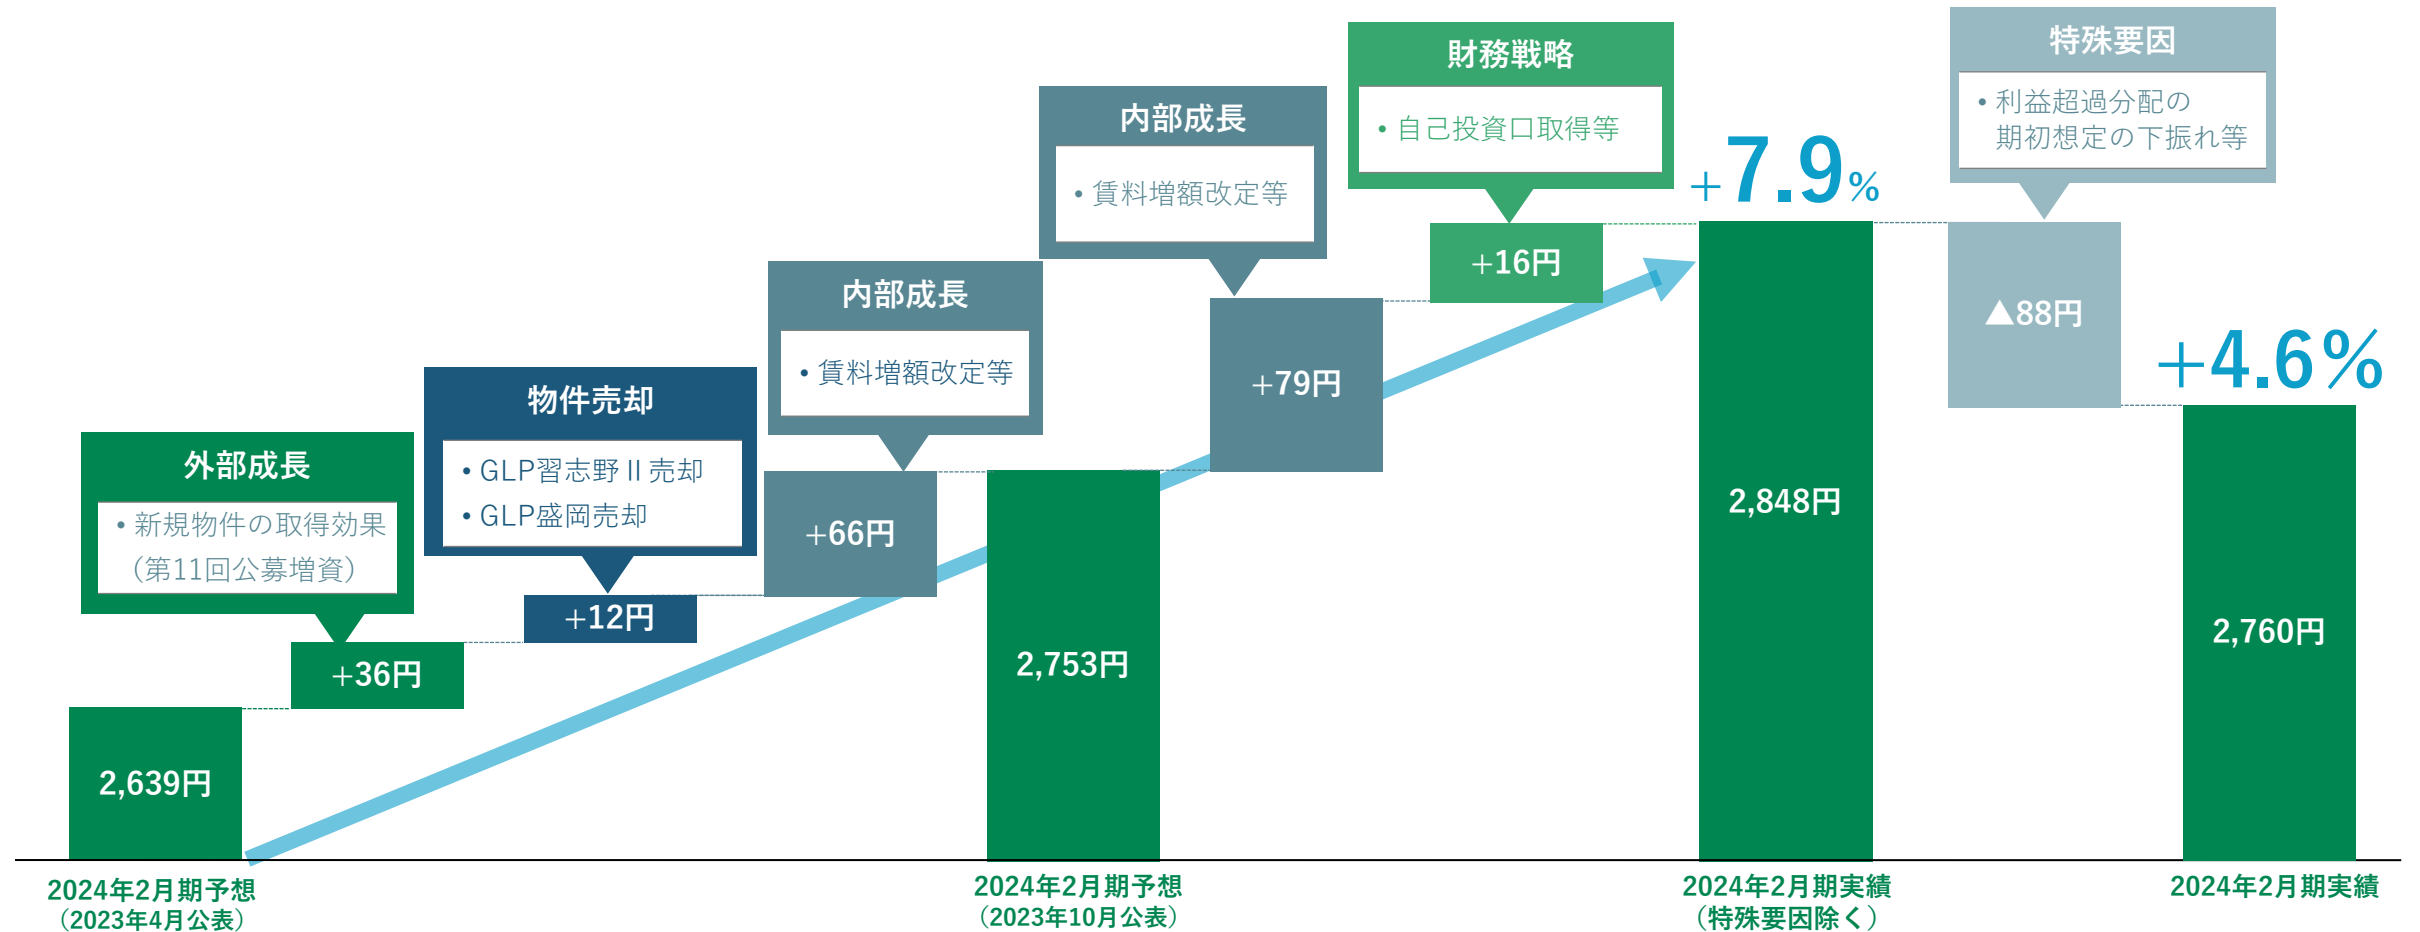 外部成長
・新規物件の取得効果
（第11回公募増資）
+36円
2,639円
2024年2月期予想
（2023年4月公表）
物件売却
・GLP習志野Ⅱ売却
・GLP盛岡売却
+12円
内部成長
・賃料増額改定等
+66円
2,753円
2024年2月期予想
（2023年10月公表）
内部成長
・賃料増額改定等
+79円
財務戦略
・自己投資口取得等
+16円
+7.9%
2,848円
2024年2月期実績
（特殊要因除く）
特殊要因
・利益超過分配の
期初想定の下振れ等
▲88円
+4.6%
2,760円
2024年2月期実績